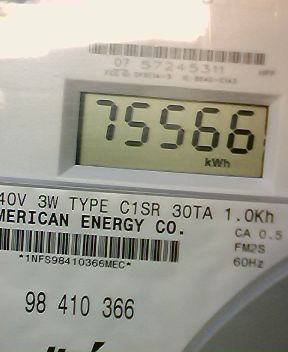 07 57245311
75566
kWh
40V 3W TYPE C1SR 30TA 1.0Kh
MERICAN ENERGY CO.
CA 0.5
FM2S
*1NFS98410366MEC*
60Hz
98 410 366